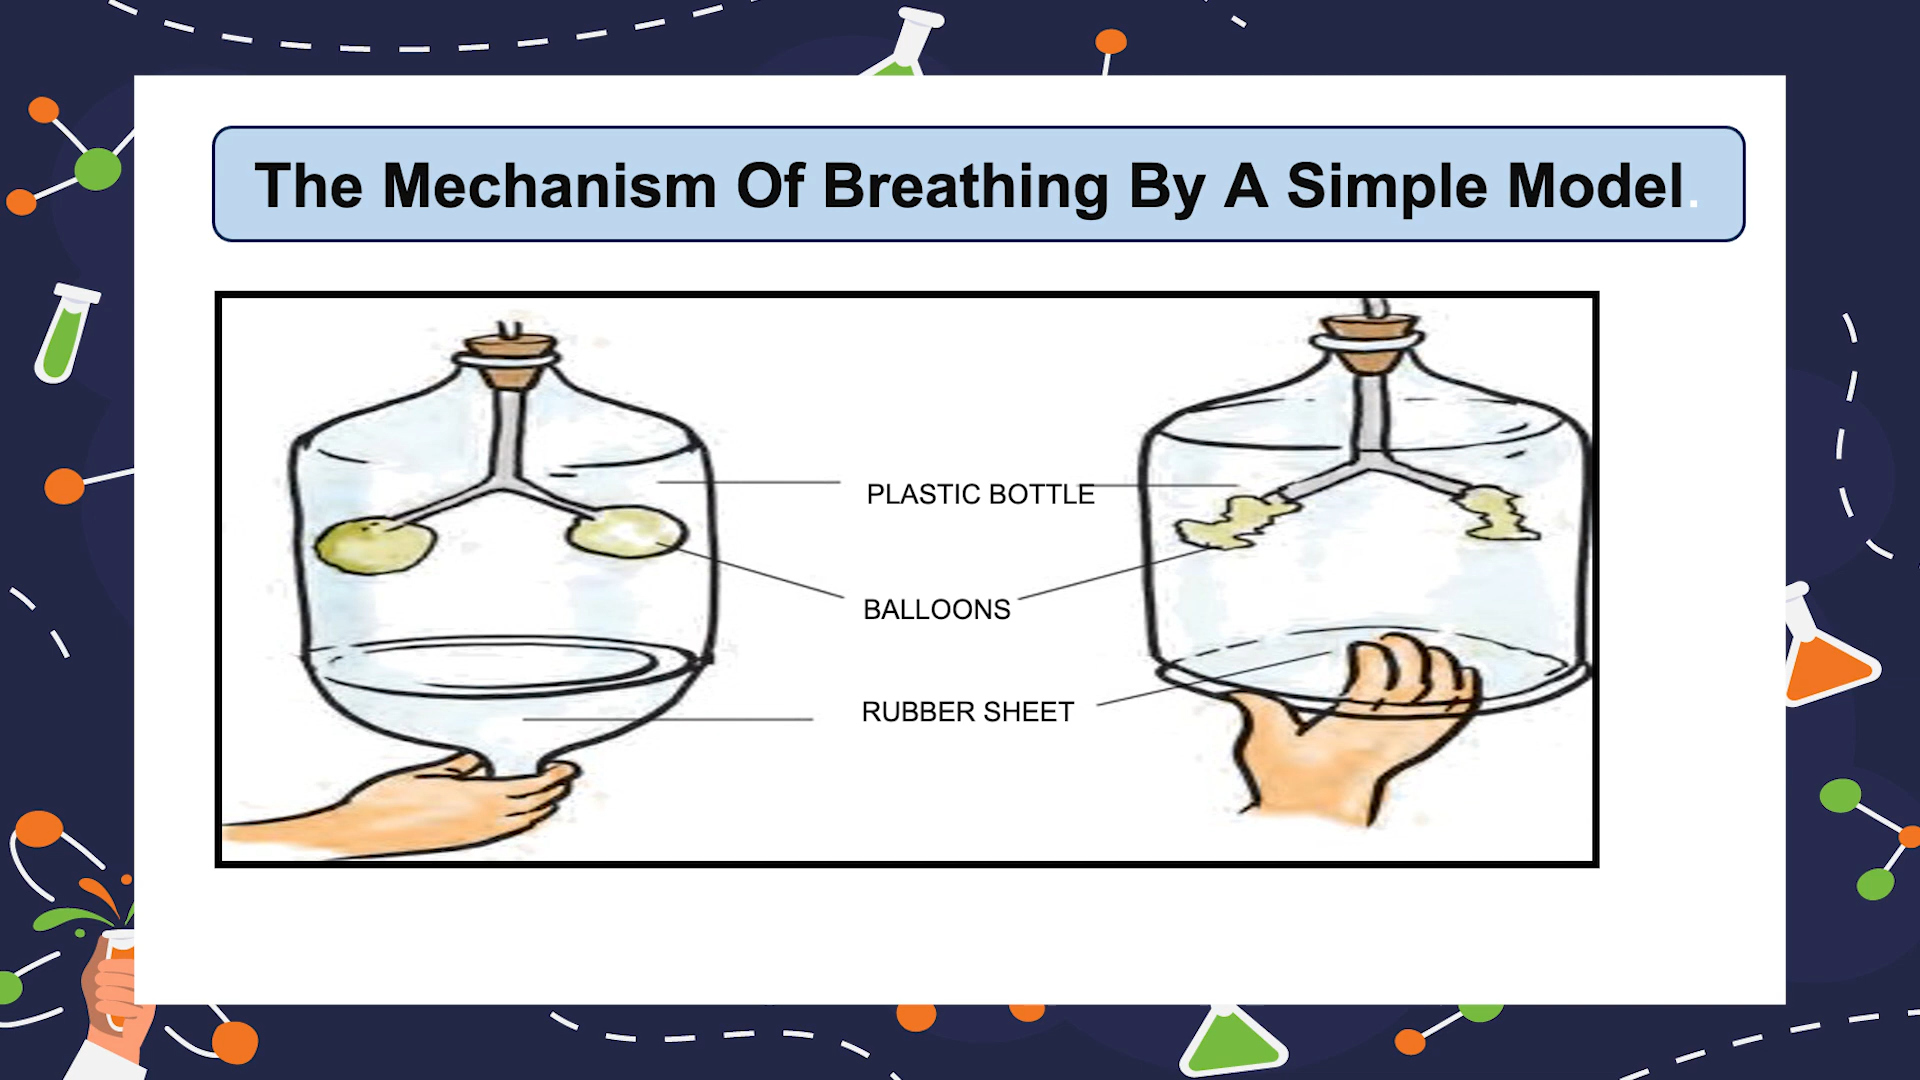 The Mechanism Of Breathing By A Simple Model.
PLASTIC BOTTLE
BALLOONS
RUBBER SHEET